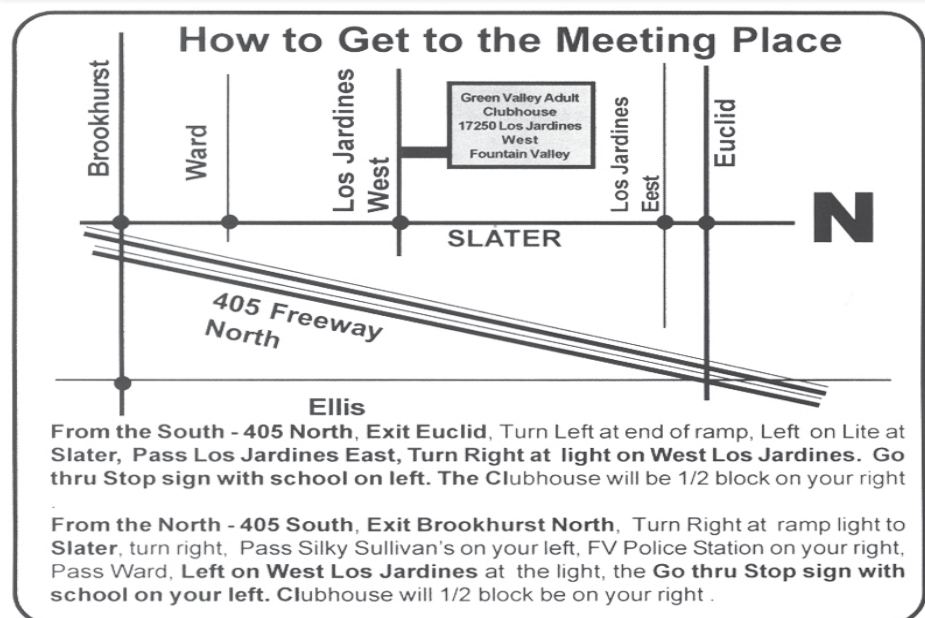 How to Get to the Meeting Place
Brookhurst
Ward
Los Jardines
West
Green Valley Adult
Clubhouse
17250 Los Jardines
West
Fountain Valley
Los Jardines
Eest
Euclid
N
SLATER
405 Freeway
North
Ellis
From the South - 405 North, Exit Euclid, Turn Left at end of ramp, Left on Lite at
Slater, Pass Los Jardines East, Turn Right at light on West Los Jardines. Go
thru Stop sign with school on left. The Clubhouse will be 1/2 block on your right
.
From the North - 405 South, Exit Brookhurst North, Turn Right at ramp light to
Slater, turn right, Pass Silky Sullivan's on your left, FV Police Station on your right,
Pass Ward, Left on West Los Jardines at the light, the Go thru Stop sign with
school on your left. Clubhouse will 1/2 block be on your right .